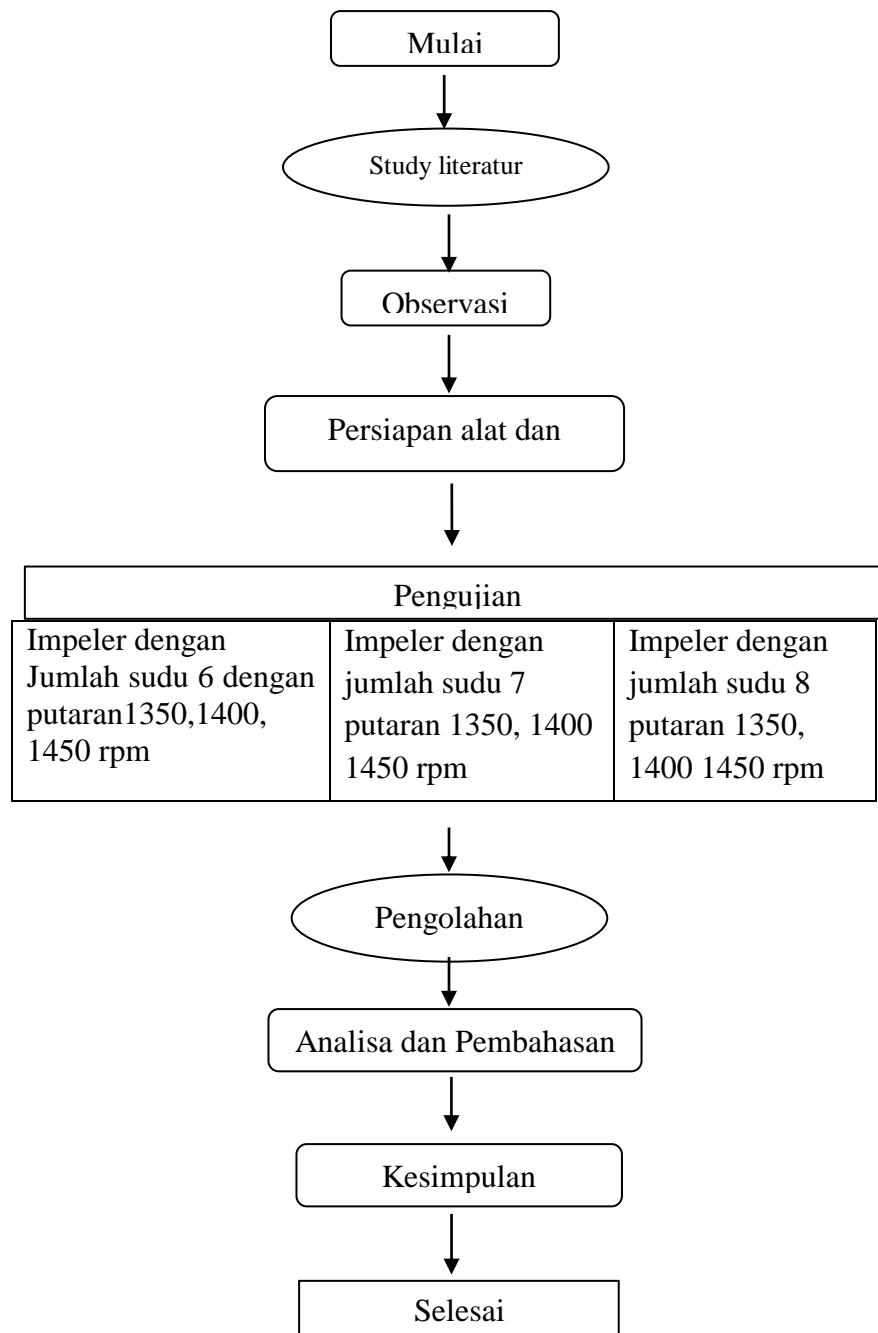 Mulai
Study literatur
Observasi
Persiapan alat dan
Pengujian
Impeler dengan
Jumlah sudu 6 dengan
putaran1350,1400,
1450 rpm
Impeler dengan
jumlah sudu 7
putaran 1350, 1400
1450 rpm
Impeler dengan
jumlah sudu 8
putaran 1350,
1400 1450 rpm
Pengolahan
Analisa dan Pembahasan
Kesimpulan
Selesai